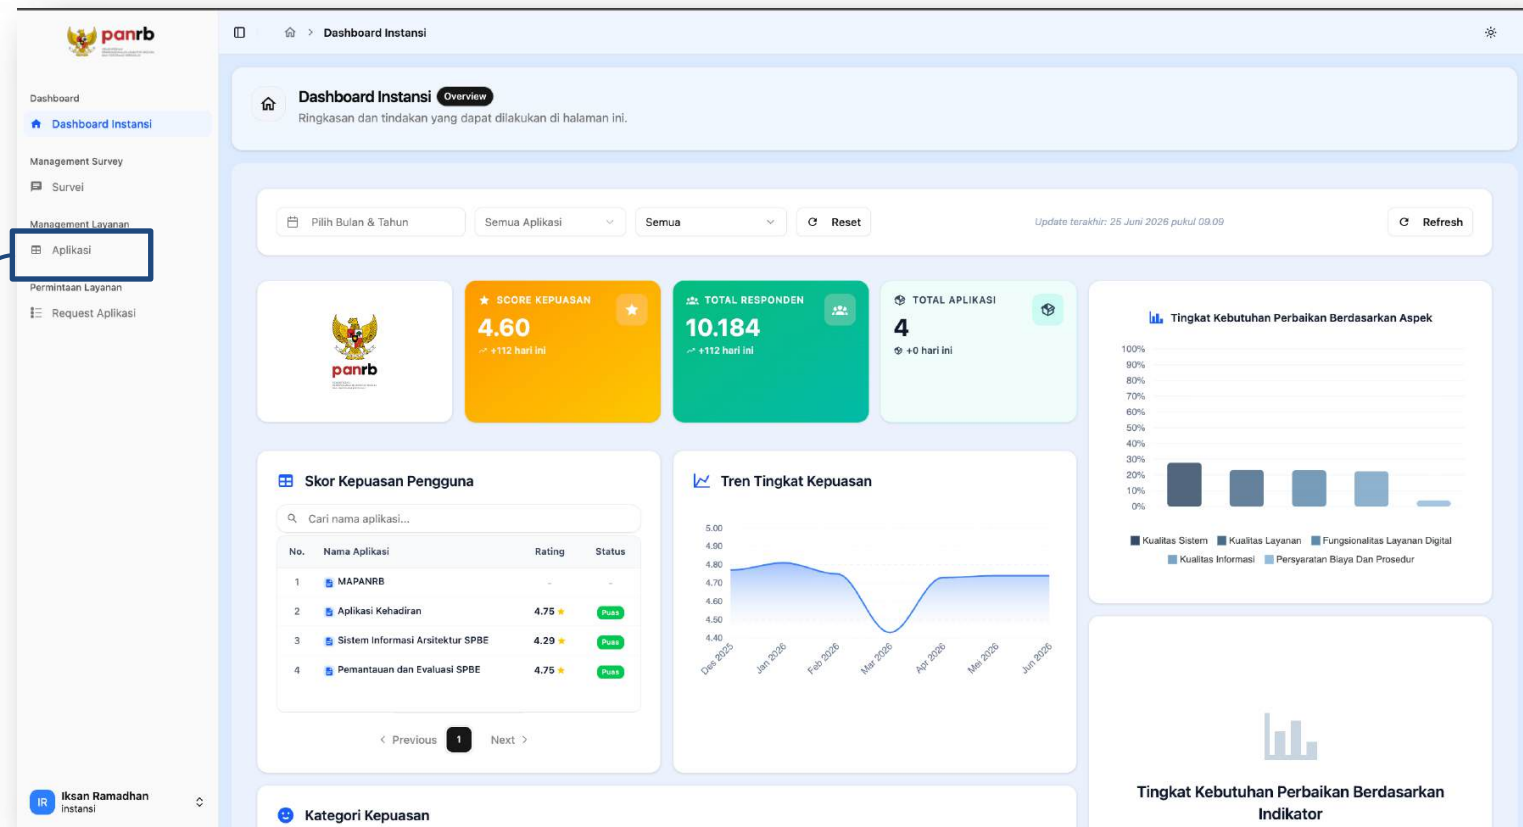 panrb
Dashboard
Dashboard Instansi
Management Survey
Survei
Management Layanan
Aplikasi
Permintaan Layanan
Request Aplikasi
IR
Iksan Ramadhan
instansi
> Dashboard Instansi
Dashboard Instansi Overview
Ringkasan dan tindakan yang dapat dilakukan di halaman ini.
Pilih Bulan & Tahun
Semua Aplikasi
Semua
Reset
Update terakhir: 25 Juni 2026 pukul 09.09
Refresh
panrb
SCORE KEPUASAN
4.60
+112 hari ini
TOTAL RESPONDEN
10.184
+112 hari ini
TOTAL APLIKASI
4
+0 hari ini
Tingkat Kebutuhan Perbaikan Berdasarkan Aspek
100%
90%
80%
70%
60%
50%
40%
30%
20%
10%
0%
Kualitas Sistem Kualitas Layanan Fungsionalitas Layanan Digital
Kualitas Informasi Persyaratan Biaya Dan Prosedur
Skor Kepuasan Pengguna
Cari nama aplikasi...
No. Nama Aplikasi Rating Status
1 MAPANRB - -
2 Aplikasi Kehadiran 4.75 Puas
3 Sistem Informasi Arsitektur SPBE 4.29 Puas
4 Pemantauan dan Evaluasi SPBE 4.75 Puas
< Previous 1 Next >
Tren Tingkat Kepuasan
5.00
4.90
4.80
4.70
4.60
4.50
4.40
Des 2025 Jan 2026 Feb 2026 Mar 2026 Apr 2026 Mei 2026 Jun 2026
Tingkat Kebutuhan Perbaikan Berdasarkan
Indikator
Kategori Kepuasan